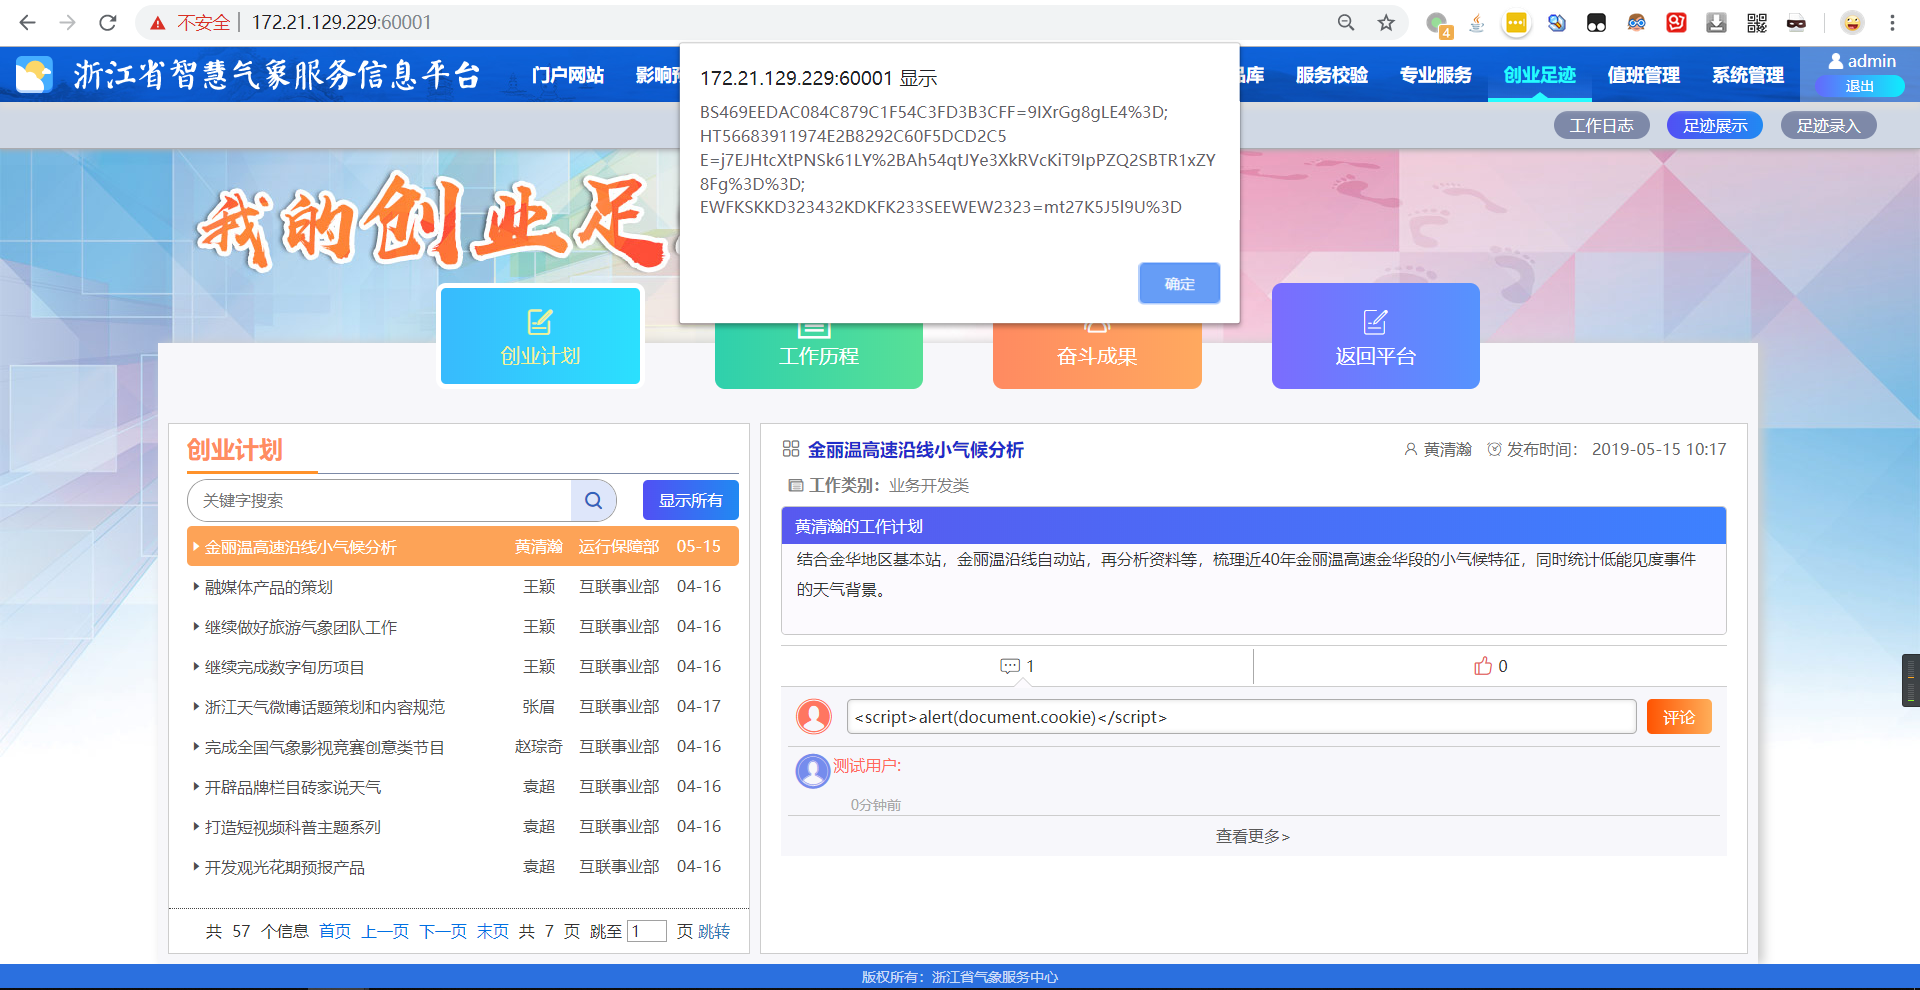 不安全 | 172.21.129.229:60001
4
浙江省智慧气象服务信息平台
门户网站
服务校验
专业服务
创业足迹
值班管理
系统管理
admin
退出
工作日志
足迹展示
足迹录入
172.21.129.229:60001 显示
BS469EEDAC084C879C1F54C3FD3B3CFF=9IXrGg8gLE4%3D;
HT56683911974E2B8292C60F5DCD2C5
E=j7EJHtcXtPNSk61LY%2BAh54qtJYe3XkRVcKiT9IpPZQ2SBTR1xZY
8Fg%3D%3D;
EWFKSKKD323432KDKFK233SEEWEW2323=mt27K5J5l9U%3D
确定
我的创业足
创业计划
工作历程
奋斗成果
返回平台
创业计划
关键字搜索
显示所有
金丽温高速沿线小气候分析 黄清瀚 运行保障部 05-15
融媒体产品的策划 王颖 互联事业部 04-16
继续做好旅游气象团队工作 王颖 互联事业部 04-16
继续完成数字旬历项目 王颖 互联事业部 04-16
浙江天气微博话题策划和内容规范 张眉 互联事业部 04-17
完成全国气象影视竞赛创意类节目 赵琮奇 互联事业部 04-16
开辟品牌栏目砖家说天气 袁超 互联事业部 04-16
打造短视频科普主题系列 袁超 互联事业部 04-16
开发观光花期预报产品 袁超 互联事业部 04-16
共 57 个信息 首页 上一页 下一页 末页 共 7 页 跳至 1 页 跳转
金丽温高速沿线小气候分析
黄清瀚 发布时间： 2019-05-15 10:17
工作类别： 业务开发类
黄清瀚的工作计划
结合金华地区基本站，金丽温沿线自动站，再分析资料等，梳理近40年金丽温高速金华段的小气候特征，同时统计低能见度事件
的天气背景。
1
0
<script>alert(document.cookie)</script>
评论
测试用户:
0分钟前
查看更多>
版权所有：浙江省气象服务中心